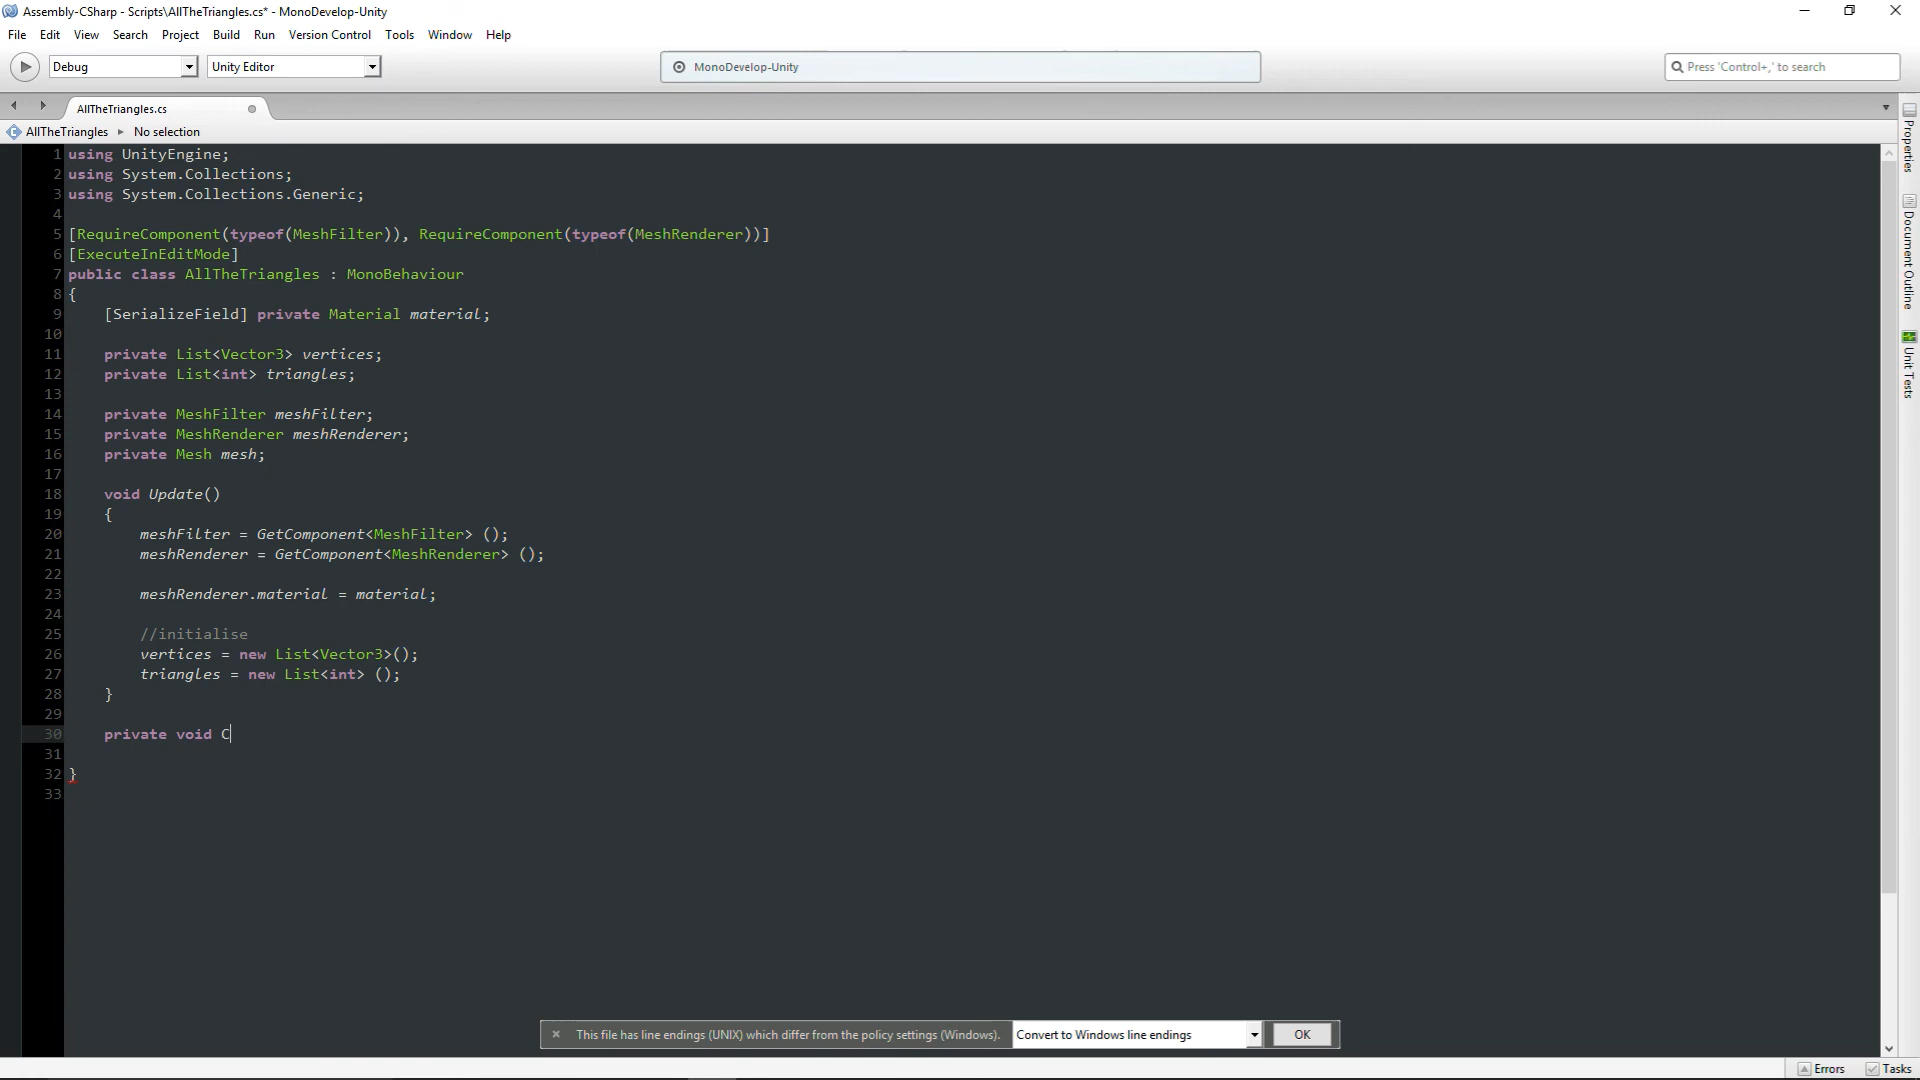 Assembly-CSharp - Scripts\AllTheTriangles.cs* - MonoDevelop-Unity
File Edit View Search Project Build Run Version Control Tools Window Help
Debug Unity Editor MonoDevelop-Unity Press 'Control+,' to search
AllTheTriangles.cs
AllTheTriangles No selection
1 using UnityEngine;
2 using System.Collections;
3 using System.Collections.Generic;
4
5 [RequireComponent(typeof(MeshFilter)), RequireComponent(typeof(MeshRenderer))]
6 [ExecuteInEditMode]
7 public class AllTheTriangles : MonoBehaviour
8 {
9 [SerializeField] private Material material;
10
11 private List<Vector3> vertices;
12 private List<int> triangles;
13
14 private MeshFilter meshFilter;
15 private MeshRenderer meshRenderer;
16 private Mesh mesh;
17
18 void Update()
19 {
20 meshFilter = GetComponent<MeshFilter> ();
21 meshRenderer = GetComponent<MeshRenderer> ();
22
23 meshRenderer.material = material;
24
25 //initialise
26 vertices = new List<Vector3>();
27 triangles = new List<int> ();
28 }
29
30 private void C
31
32 }
33
Properties
Document Outline
Unit Tests
This file has line endings (UNIX) which differ from the policy settings (Windows). Convert to Windows line endings OK
Errors Tasks